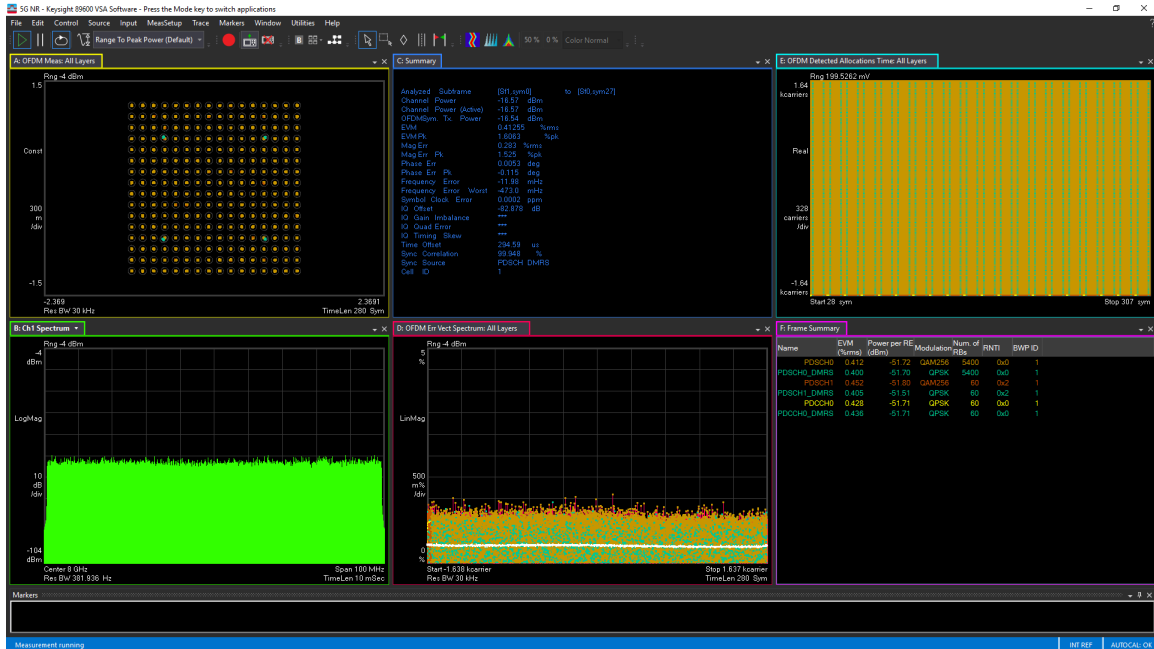 5G NR - Keysight 89600 VSA Software - Press the Mode key to switch applications
File Edit Control Source Input MeasSetup Trace Markers Window Utilities Help
Range To Peak Power (Default) B 50 % 0 % Color Normal
A: OFDM Meas: All Layers
Rng -4 dBm
1.5
Const
300
m
/div
-1.5
-2.369 2.3691
Res BW 30 kHz TimeLen 280 Sym
C: Summary
Analyzed Subframe [Sf1,sym0] to [Sf0,sym27]
Channel Power -16.57 dBm
Channel Power (Active) -16.57 dBm
OFDMSym. Tx. Power -16.54 dBm
EVM 0.41255 %rms
EVM Pk 1.6063 %pk
Mag Err 0.283 %rms
Mag Err Pk 1.525 %pk
Phase Err 0.0053 deg
Phase Err Pk -0.115 deg
Frequency Error -11.98 mHz
Frequency Error Worst -473.0 mHz
Symbol Clock Error 0.0002 ppm
IQ Offset -82.878 dB
IQ Gain Imbalance ***
IQ Quad Error ***
IQ Timing Skew ***
Time Offset 294.59 us
Sync Correlation 99.948 %
Sync Source PDSCH DMRS
Cell ID 1
E: OFDM Detected Allocations Time: All Layers
Rng 199.5262 mV
1.64
kcarriers
Real
328
carriers
/div
-1.64
kcarriers
Start 28 sym Stop 307 sym
B: Ch1 Spectrum
Rng -4 dBm
-4
dBm
LogMag
10
dB
/div
-104
dBm
Center 8 GHz Span 100 MHz
Res BW 381.936 Hz TimeLen 10 mSec
D: OFDM Err Vect Spectrum: All Layers
Rng -4 dBm
5
%
LinMag
500
m%
/div
0
%
Start -1.638 kcarrier Stop 1.637 kcarrier
Res BW 30 kHz TimeLen 280 Sym
F: Frame Summary
Name EVM (%rms) Power per RE (dBm) Modulation Num. of RBs RNTI BWP ID
PDSCH0 0.412 -51.72 QAM256 5400 0x0 1
PDSCH0_DMRS 0.400 -51.70 QPSK 5400 0x0 1
PDSCH1 0.452 -51.80 QAM256 60 0x2 1
PDSCH1_DMRS 0.405 -51.51 QPSK 60 0x2 1
PDCCH0 0.428 -51.71 QPSK 60 0x0 1
PDCCH0_DMRS 0.436 -51.71 QPSK 60 0x0 1
Markers
Measurement running INT REF AUTOCAL: OK